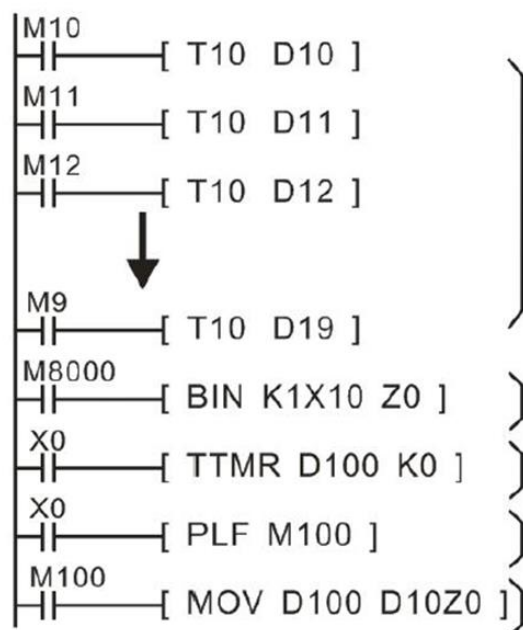 M10
[ T10 D10 ]
M11
[ T10 D11 ]
M12
[ T10 D12 ]
M9
[ T10 D19 ]
M8000
[ BIN K1X10 Z0 ]
X0
[ TTMR D100 K0 ]
X0
[ PLF M100 ]
M100
[ MOV D100 D10Z0 ]